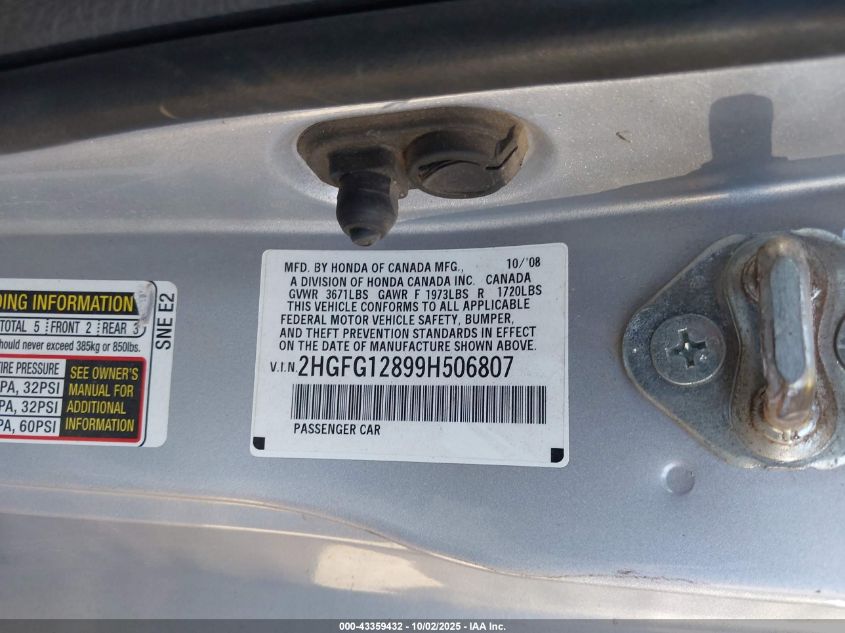 MFD. BY HONDA OF CANADA MFG., 10/'08
A DIVISION OF HONDA CANADA INC. CANADA
GVWR 3671LBS GAWR F 1973LBS R 1720LBS
THIS VEHICLE CONFORMS TO ALL APPLICABLE
FEDERAL MOTOR VEHICLE SAFETY, BUMPER,
AND THEFT PREVENTION STANDARDS IN EFFECT
ON THE DATE OF MANUFACTURE SHOWN ABOVE.
V.I.N. 2HGFG12899H506807
PASSENGER CAR
DING INFORMATION
TOTAL 5 FRONT 2 REAR 3
should never exceed 385kg or 850lbs.
RE PRESSURE
PA, 32PSI
PA, 32PSI
PA, 60PSI
SEE OWNER'S
MANUAL FOR
ADDITIONAL
INFORMATION
SNE E2
000-43359432 - 10/02/2025 - IAA Inc.